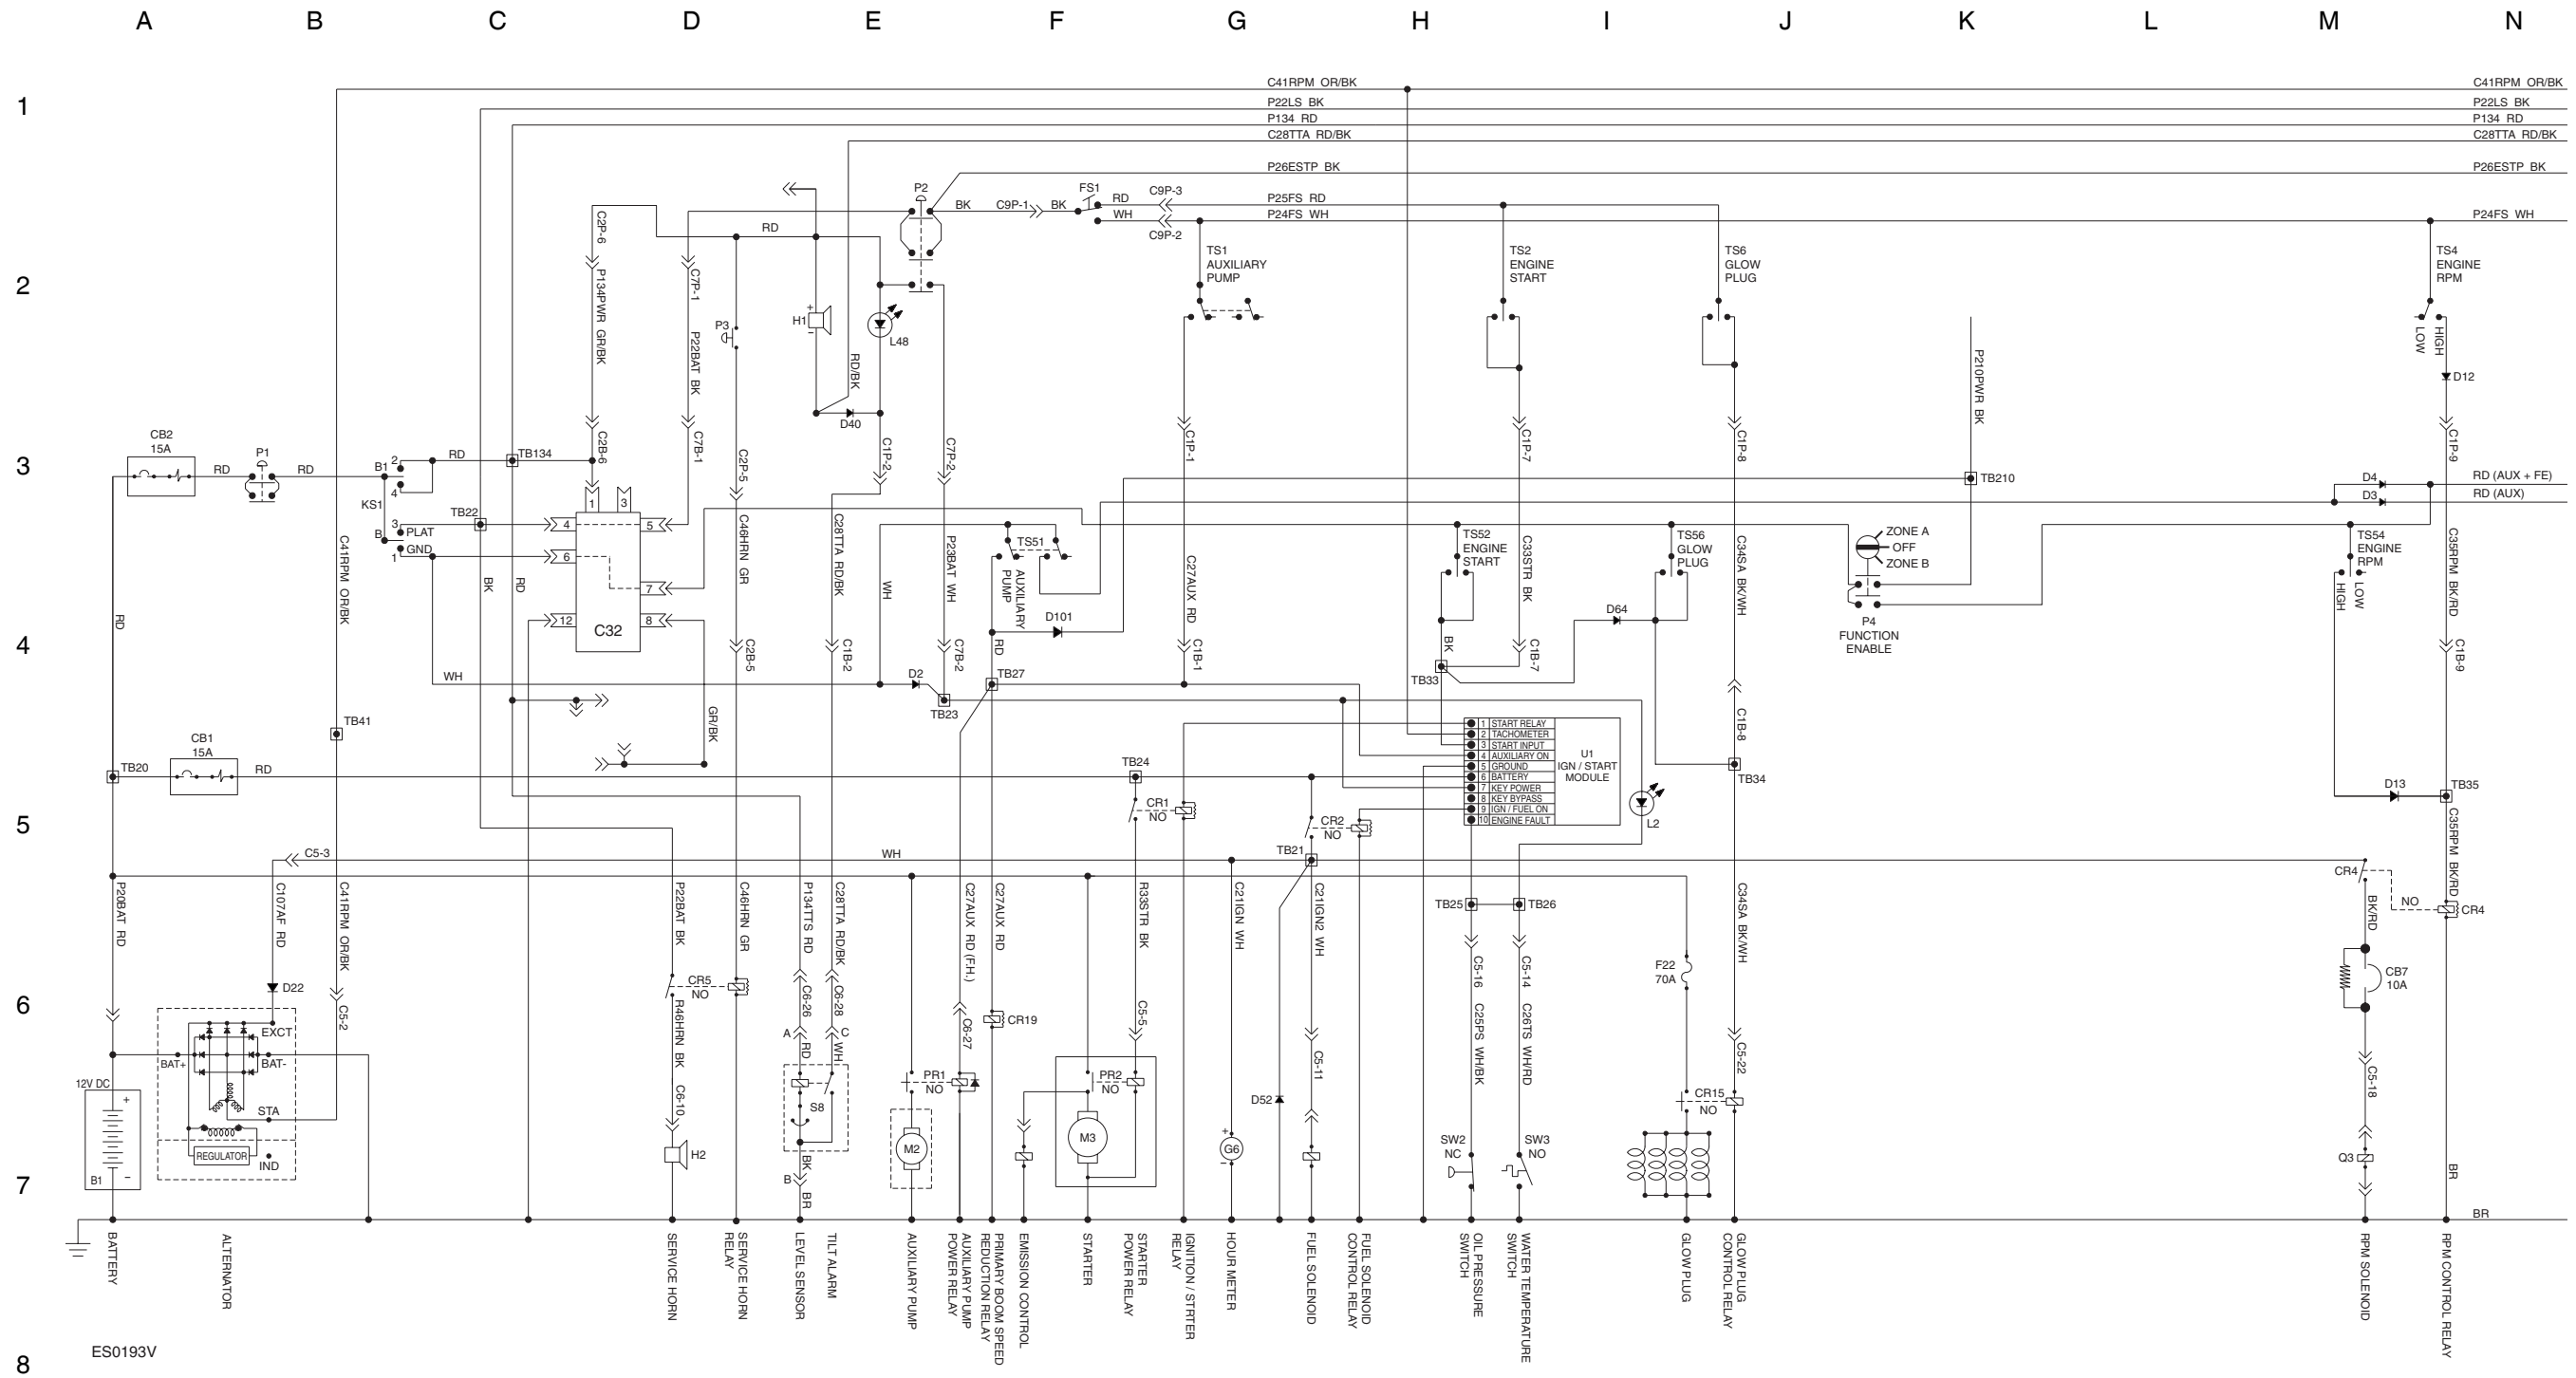 A B C D E F G H I J K L M N
1
2
3
4
5
6
7
8
C41RPM OR/BK
P22LS BK
P134 RD
C28TTA RD/BK
P26ESTP BK
P25FS RD
P24FS WH
C41RPM OR/BK
P22LS BK
P134 RD
C28TTA RD/BK
P26ESTP BK
P24FS WH
P2
BK
C9P-1
BK
FS1
RD
WH
C9P-3
C9P-2
RD
C2P-6
P134PWR GR/BK
C2B-6
C7P-1
P22BAT BK
C7B-1
P3
H1
+
−
L48
RD/BK
D40
TS1
AUXILIARY
PUMP
TS2
ENGINE
START
TS6
GLOW
PLUG
TS4
ENGINE
RPM
LOW
HIGH
D12
P210PWR BK
CB2
15A
RD
P1
RD
B1
2
4
KS1
3
B
1
PLAT
GND
RD
TB134
TB22
1
3
4
5
6
7
12
8
C32
C2P-5
C46HRN GR
C2B-5
C1P-2
C28TTA RD/BK
C1B-2
C7P-2
P23BAT WH
C7B-2
WH
TS51
AUXILIARY
PUMP
D101
RD
TB27
C1P-1
C27AUX RD
C1B-1
C1P-7
C33STR BK
C1B-7
C1P-8
C34SA BK/WH
C1B-8
TB210
D4
D3
RD (AUX + FE)
RD (AUX)
C1P-9
C35RPM BK/RD
C1B-9
TS52
ENGINE
START
TS56
GLOW
PLUG
D64
BK
TB33
ZONE A
OFF
ZONE B
P4
FUNCTION
ENABLE
TS54
ENGINE
RPM
HIGH
LOW
C41RPM OR/BK
BK
RD
RD
WH
D2
TB23
GR/BK
TB41
CB1
15A
TB20
RD
TB24
CR1
NO
CR2
NO
TB21
1 START RELAY
2 TACHOMETER
3 START INPUT
4 AUXILIARY ON
5 GROUND
6 BATTERY
7 KEY POWER
8 KEY BYPASS
9 IGN / FUEL ON
10 ENGINE FAULT
U1
IGN / START
MODULE
L2
TB34
D13
TB35
C35RPM BK/RD
C5-3
WH
P20BAT RD
C107AF RD
C41RPM OR/BK
D22
C5-2
P22BAT BK
C46HRN GR
CR5
NO
R46HRN BK
C6-10
H2
P134TTS RD
C28TTA RD/BK
C6-26
C6-28
A
C
RD
WH
S8
BK
B
BR
C27AUX RD (F.H.)
C27AUX RD
C6-27
CR19
PR1
NO
M2
R33STR BK
C5-5
PR2
NO
M3
C21IGN WH
C21IGN2 WH
C5-11
D52
+
G6
−
TB25
TB26
C5-16
C25PS WH/BK
C5-14
C26TS WH/RD
SW2
NC
SW3
NO
F22
70A
C34SA BK/WH
C5-22
CR15
NO
CR4
NO
CR4
BK/RD
CB7
10A
C5-18
Q3
BR
BR
12V DC
+
−
B1
BAT+
BAT-
EXCT
STA
REGULATOR
IND
BATTERY
ALTERNATOR
SERVICE HORN
SERVICE HORN
RELAY
LEVEL SENSOR
TILT ALARM
AUXILIARY PUMP
AUXILIARY PUMP
POWER RELAY
PRIMARY BOOM SPEED
REDUCTION RELAY
EMISSION CONTROL
STARTER
STARTER
POWER RELAY
IGNITION / STRTER
RELAY
HOUR METER
FUEL SOLENOID
FUEL SOLENOID
CONTROL RELAY
OIL PRESSURE
SWITCH
WATER TEMPERATURE
SWITCH
GLOW PLUG
GLOW PLUG
CONTROL RELAY
RPM SOLENOID
RPM CONTROL RELAY
ES0193V